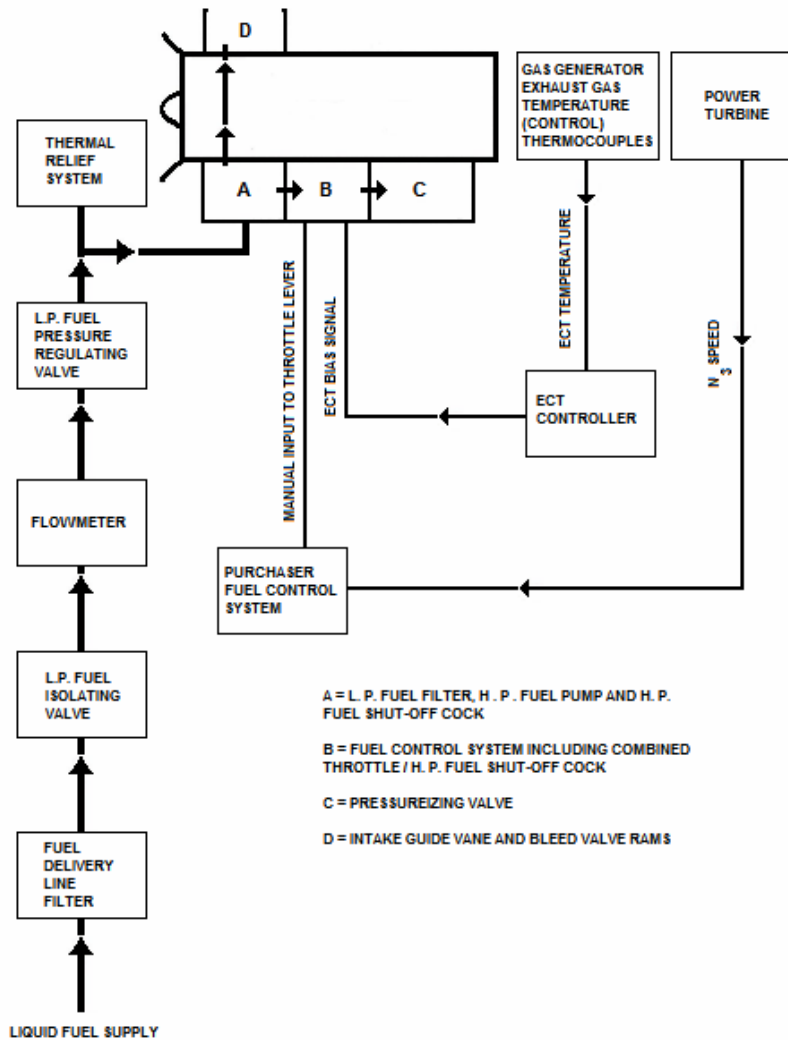 D
GAS GENERATOR
EXHAUST GAS
TEMPERATURE
(CONTROL)
THERMOCOUPLES
POWER
TURBINE
THERMAL
RELIEF
SYSTEM
A
B
C
L.P. FUEL
PRESSURE
REGULATING
VALVE
MANUAL INPUT TO THROTTLE LEVER
ECT BIAS SIGNAL
ECT TEMPERATURE
N3 SPEED
ECT
CONTROLLER
FLOWMETER
PURCHASER
FUEL CONTROL
SYSTEM
L.P. FUEL
ISOLATING
VALVE
A = L. P. FUEL FILTER, H . P . FUEL PUMP AND H. P.
FUEL SHUT-OFF COCK
B = FUEL CONTROL SYSTEM INCLUDING COMBINED
THROTTLE / H. P. FUEL SHUT-OFF COCK
C = PRESSUREIZING VALVE
D = INTAKE GUIDE VANE AND BLEED VALVE RAMS
FUEL
DELIVERY
LINE
FILTER
LIQUID FUEL SUPPLY